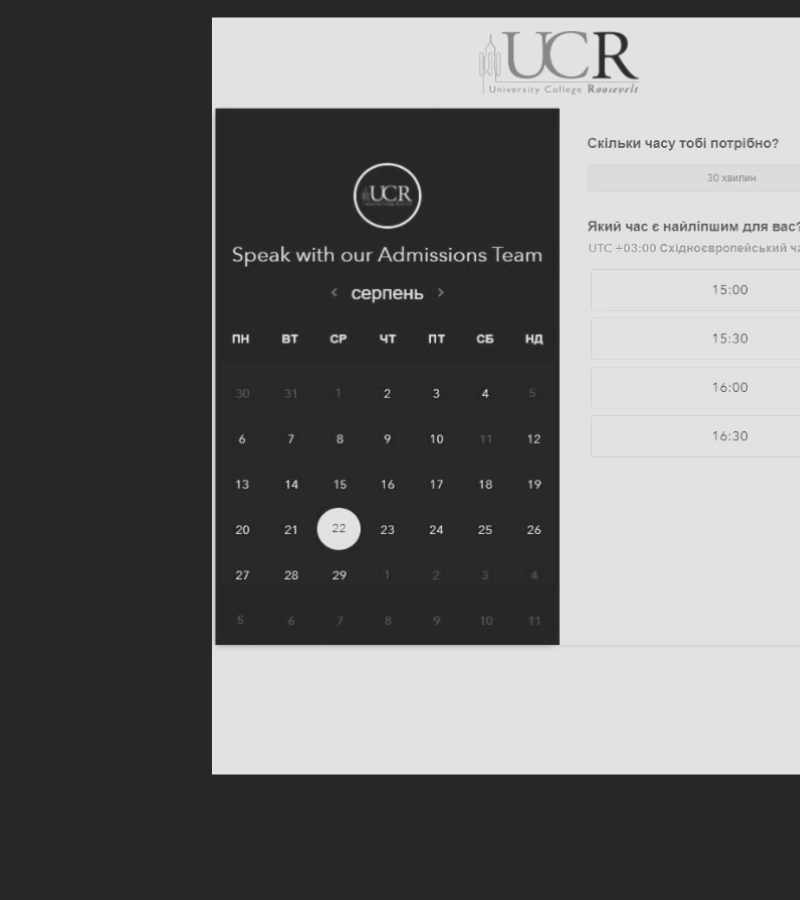 UCR
University College Roosevelt
UCR
Speak with our Admissions Team
< серпень >
ПН ВТ СР ЧТ ПТ СБ НД
30 31 1 2 3 4 5
6 7 8 9 10 11 12
13 14 15 16 17 18 19
20 21 22 23 24 25 26
27 28 29 1 2 3 4
5 6 7 8 9 10 11
Скільки часу тобі потрібно?
30 хвилин
Який час є найліпшим для вас?
UTC +03:00 Східноєвропейський
15:00
15:30
16:00
16:30